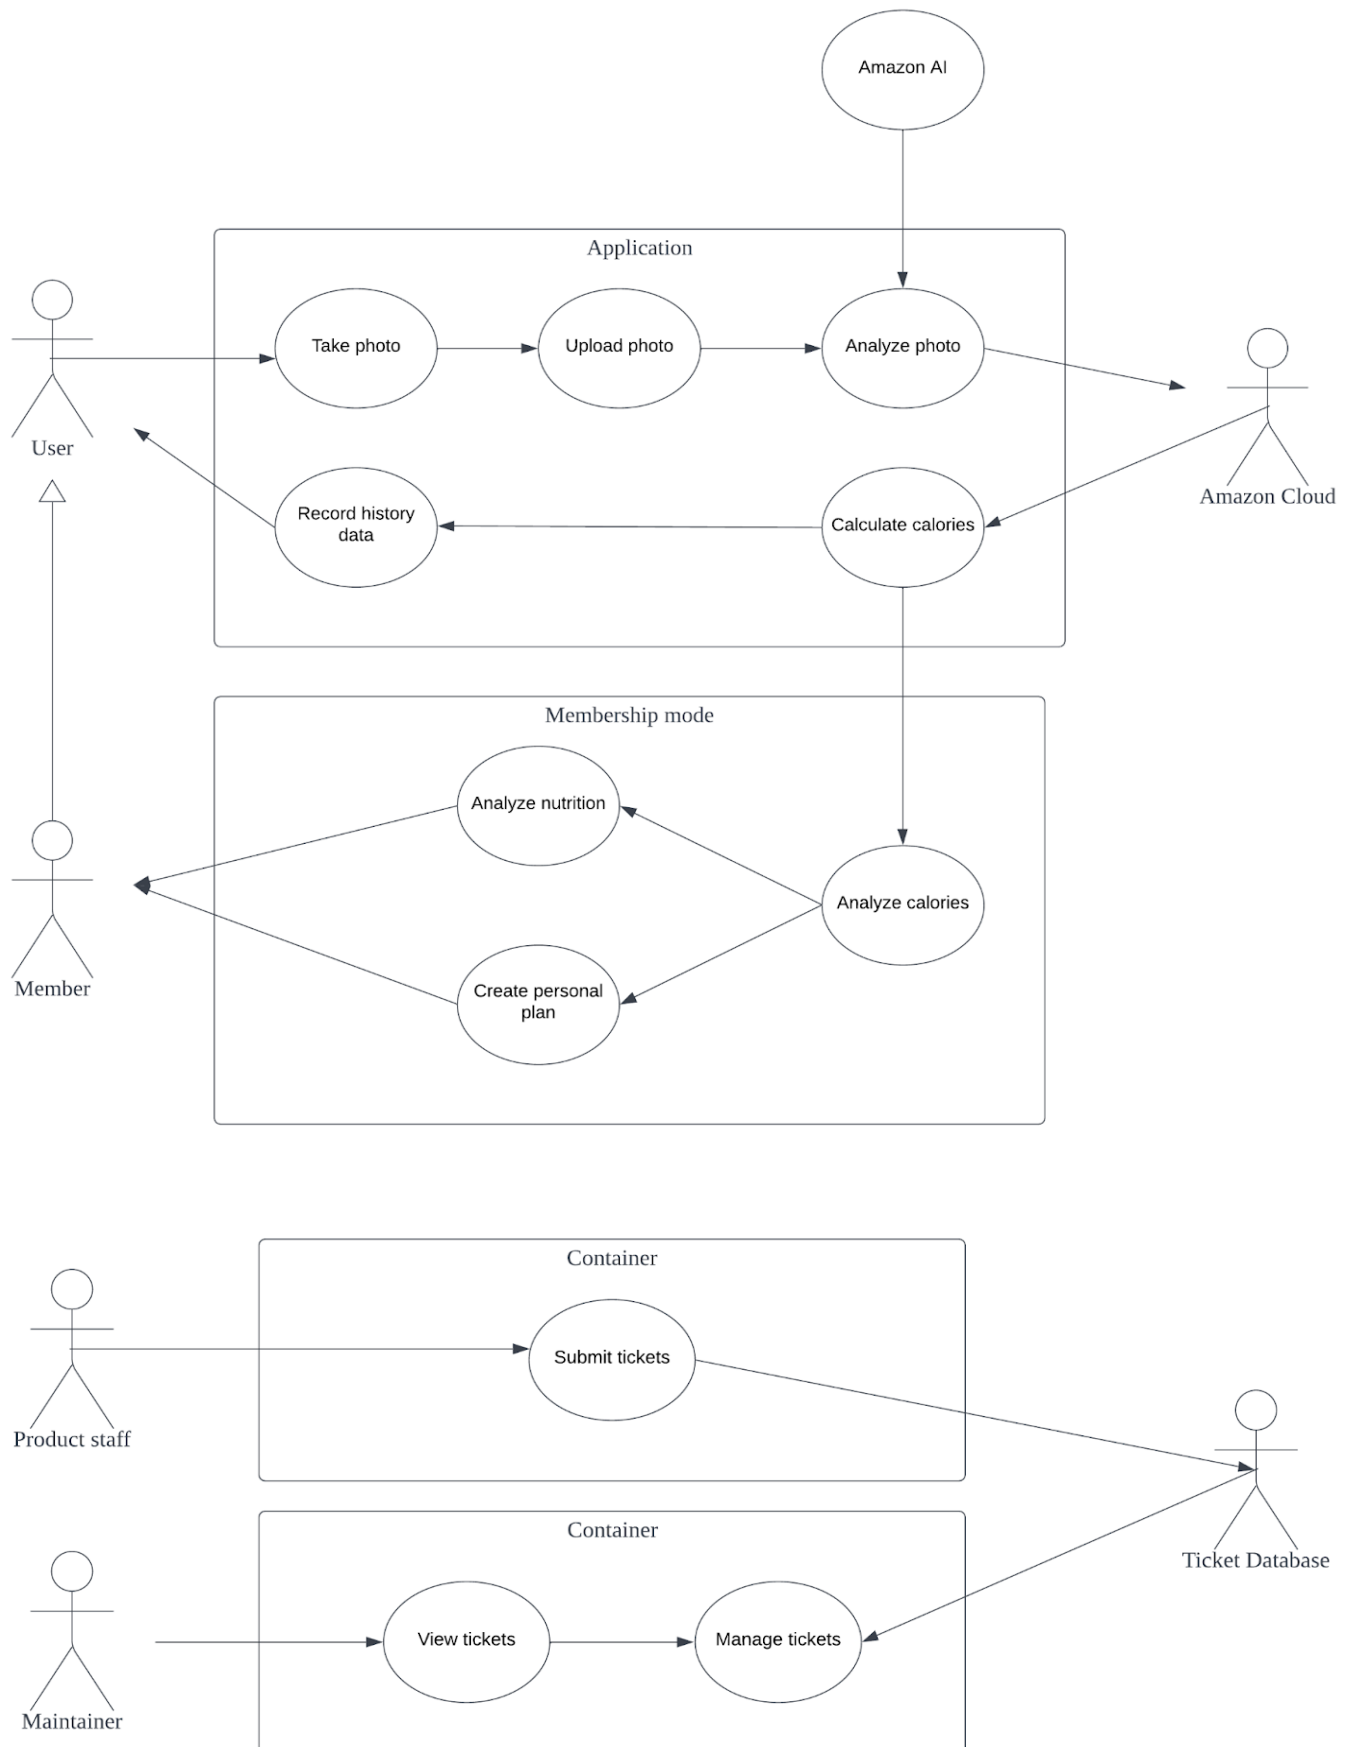 Amazon AI
Application
Take photo
Upload photo
Analyze photo
User
Amazon Cloud
Record history
data
Calculate calories
Membership mode
Analyze nutrition
Analyze calories
Member
Create personal
plan
Container
Submit tickets
Product staff
Container
Ticket Database
View tickets
Manage tickets
Maintainer